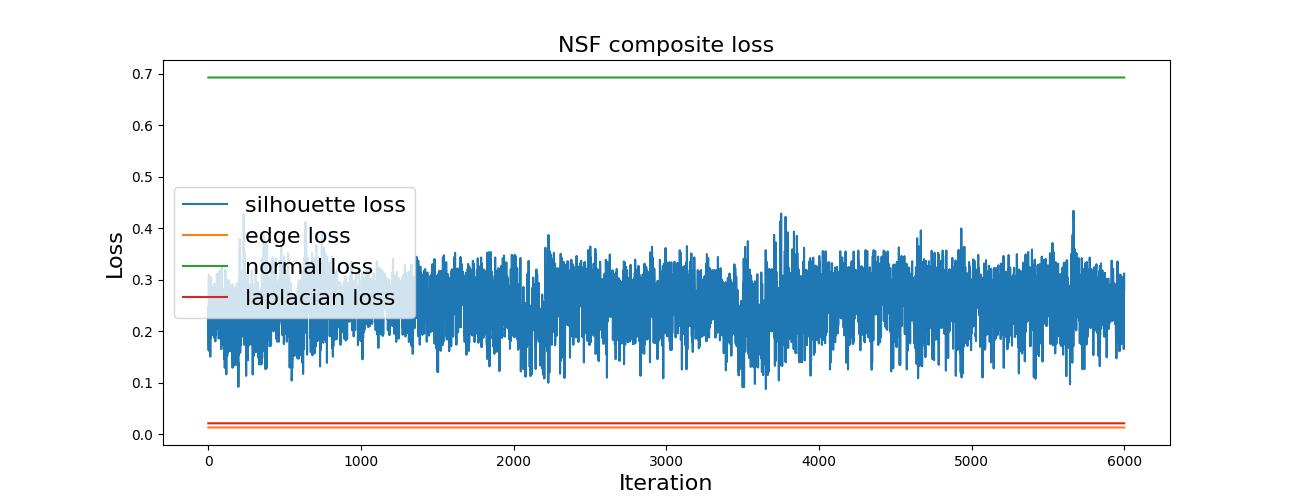 NSF composite loss
Loss
0.7
0.6
0.5
0.4
0.3
0.2
0.1
0.0
silhouette loss
edge loss
normal loss
laplacian loss
0 1000 2000 3000 4000 5000 6000
Iteration